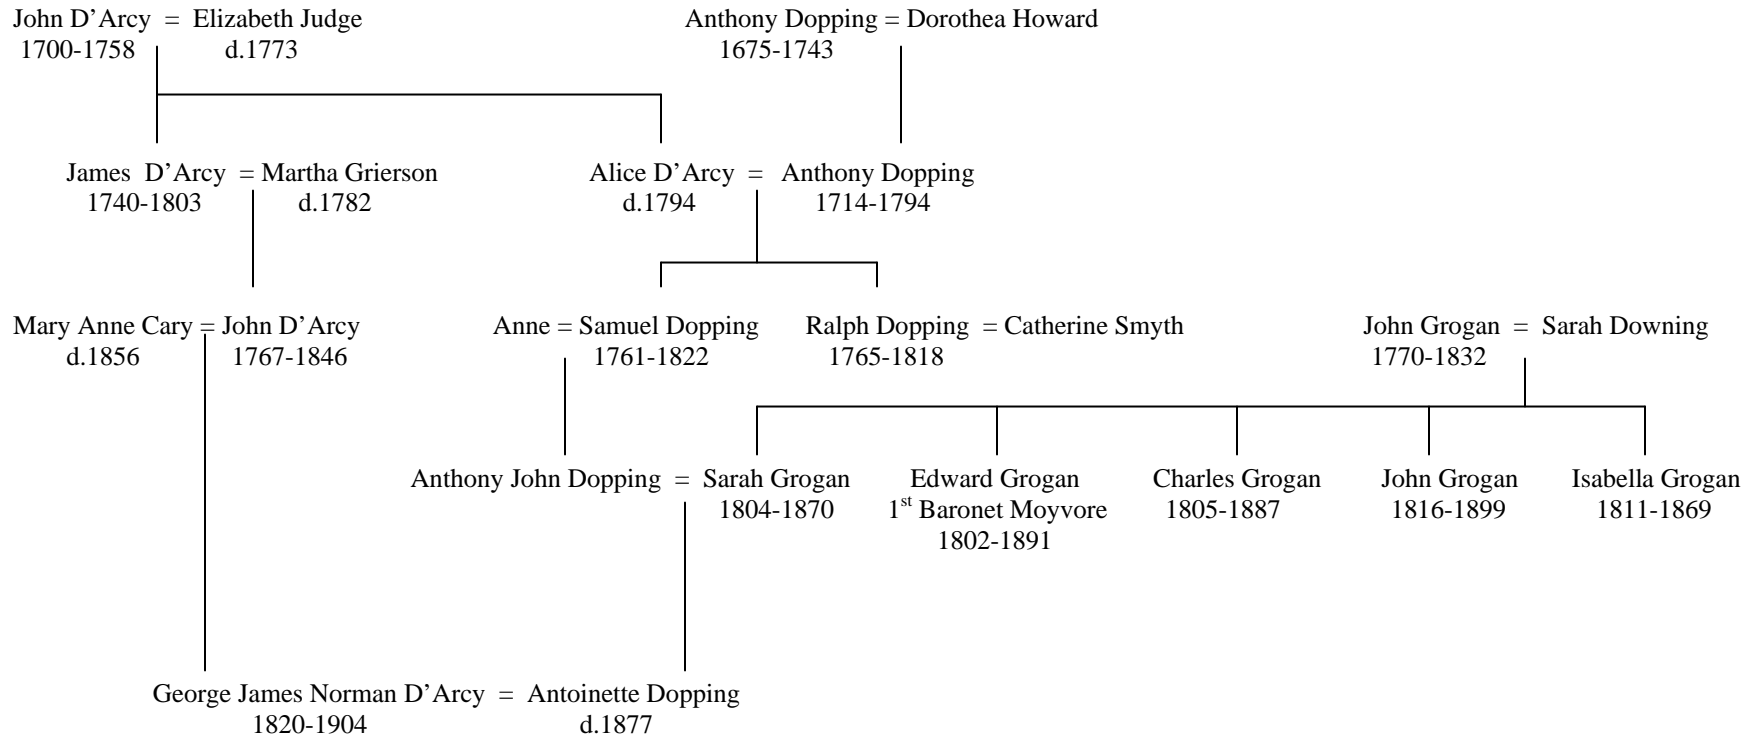 John D’Arcy = Elizabeth Judge Anthony Dopping = Dorothea Howard
1700-1758 d.1773 1675-1743
James D’Arcy = Martha Grierson Alice D’Arcy = Anthony Dopping
1740-1803 d.1782 d.1794 1714-1794
Mary Anne Cary = John D’Arcy Anne = Samuel Dopping Ralph Dopping = Catherine Smyth John Grogan = Sarah Downing
d.1856 1767-1846 1761-1822 1765-1818 1770-1832
Anthony John Dopping = Sarah Grogan Edward Grogan Charles Grogan John Grogan Isabella Grogan
1804-1870 1st Baronet Moyvore 1805-1887 1816-1899 1811-1869
1802-1891
George James Norman D’Arcy = Antoinette Dopping
1820-1904 d.1877